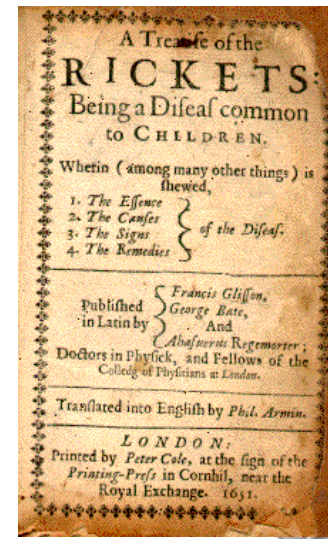 A Treatise of the
RICKETS:
Being a Diseaſ common
to CHILDREN.
Wherin (among many other things) is
ſhewed,
1. The Eſſence
2. The Cauſes
3. The Signs
4. The Remedies
of the Diſeaſ.
Publiſhed
in Latin by
Francis Gliſſon,
George Bate,
And
Ahaſuerus Regemorter;
Doctors in Phyſick, and Fellows of the
Colledg of Phyſitians at London.
Tranſlated into Engliſh by Phil. Armin.
LONDON:
Printed by Peter Cole, at the ſign of the
Printing-Preſs in Cornhil, near the
Royal Exchange. 1651.